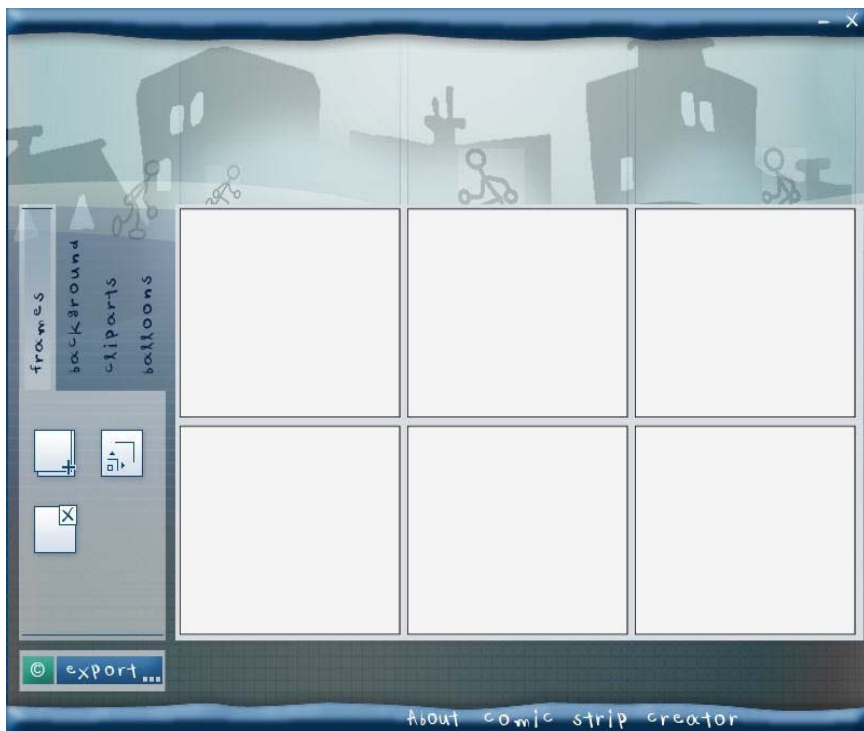 frames
background
cliparts
balloons
© export...
About comic strip creator